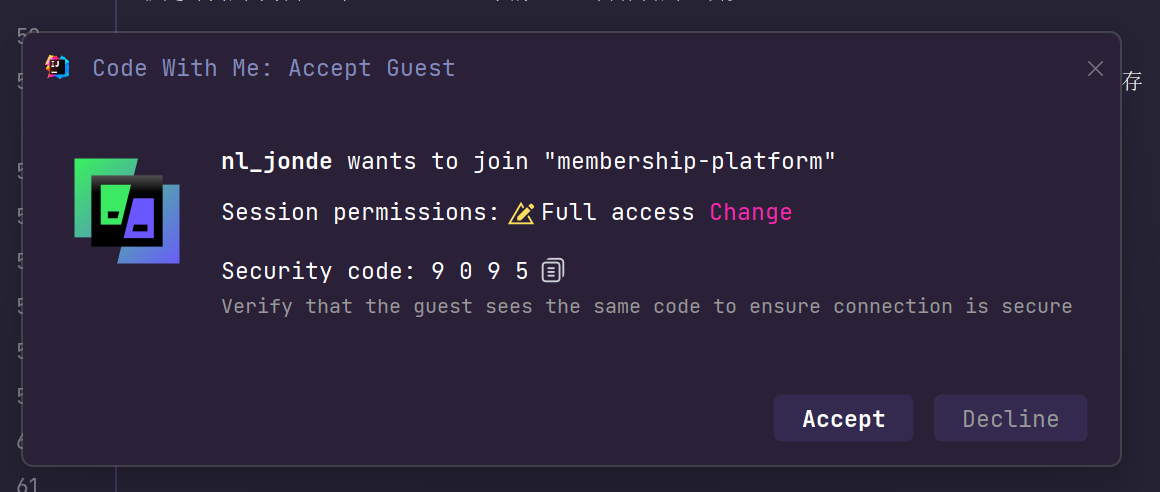 Code With Me: Accept Guest
存
nl_jonde wants to join "membership-platform"
Session permissions: Full access Change
Security code: 9 0 9 5
Verify that the guest sees the same code to ensure connection is secure
Accept Decline
61